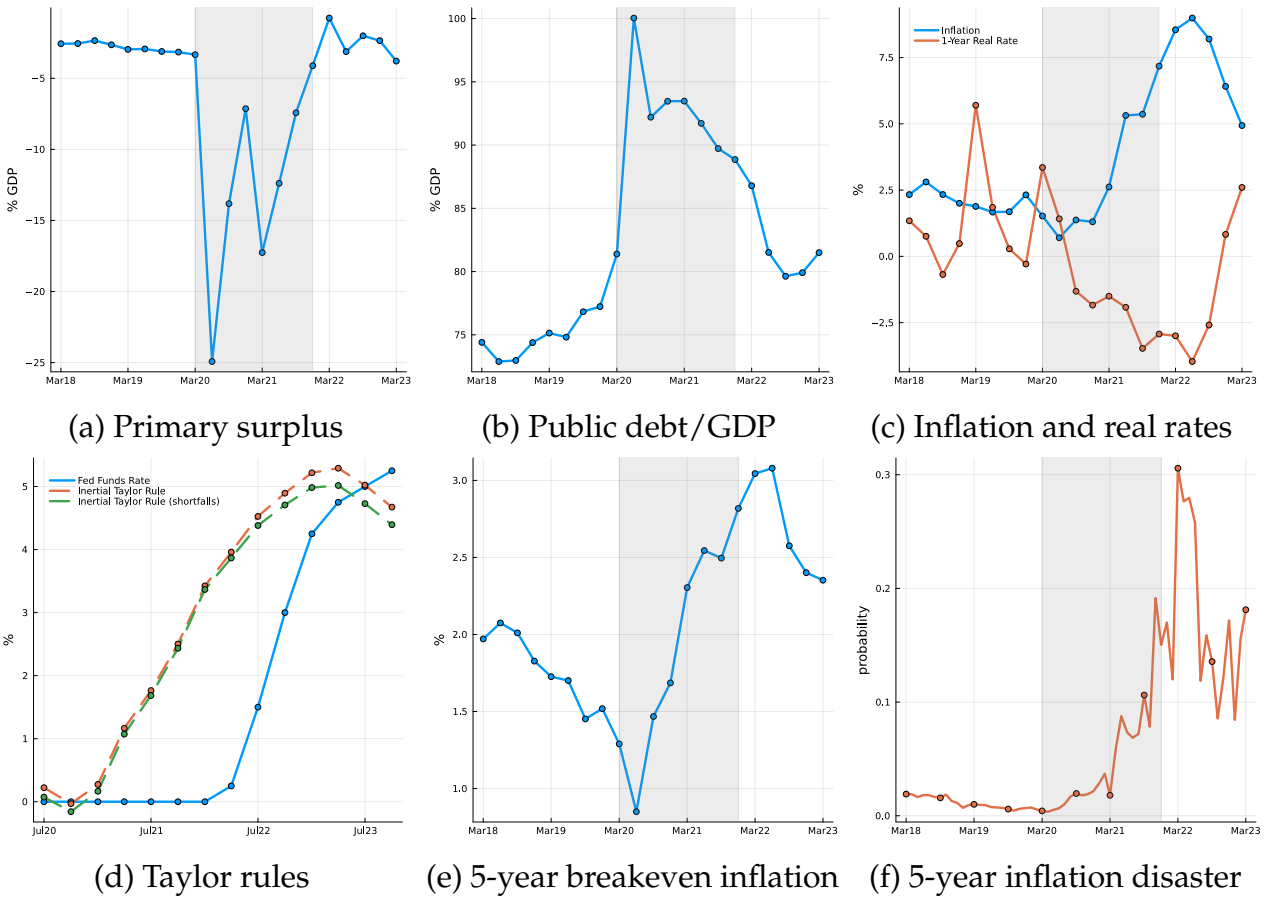 % GDP
−5
−10
−15
−20
−25
Mar18 Mar19 Mar20 Mar21 Mar22 Mar23
(a) Primary surplus
% GDP
100
95
90
85
80
75
Mar18 Mar19 Mar20 Mar21 Mar22 Mar23
(b) Public debt/GDP
%
Inflation
1-Year Real Rate
7.5
5.0
2.5
0.0
−2.5
Mar18 Mar19 Mar20 Mar21 Mar22 Mar23
(c) Inflation and real rates
%
Fed Funds Rate
Inertial Taylor Rule
Inertial Taylor Rule (shortfalls)
5
4
3
2
1
0
Jul20 Jul21 Jul22 Jul23
(d) Taylor rules
%
3.0
2.5
2.0
1.5
1.0
Mar18 Mar19 Mar20 Mar21 Mar22 Mar23
(e) 5-year breakeven inflation
probability
0.3
0.2
0.1
0.0
Mar18 Mar19 Mar20 Mar21 Mar22 Mar23
(f) 5-year inflation disaster